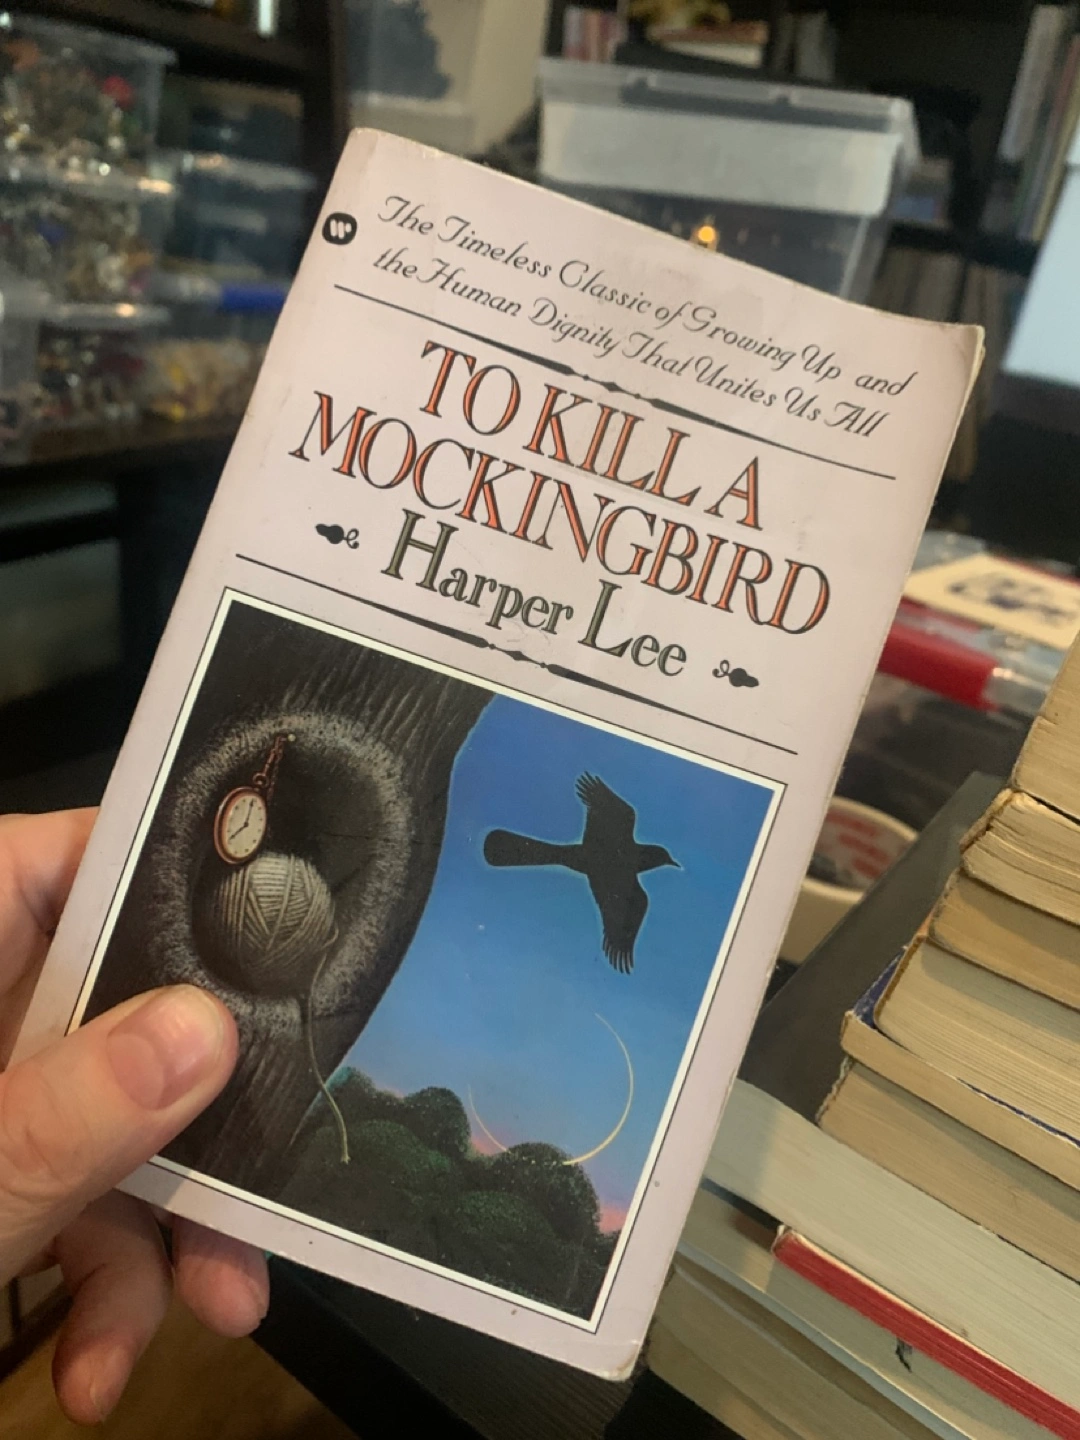 The Timeless Classic of Growing Up and
the Human Dignity That Unites Us All
TO KILL A
MOCKINGBIRD
Harper Lee